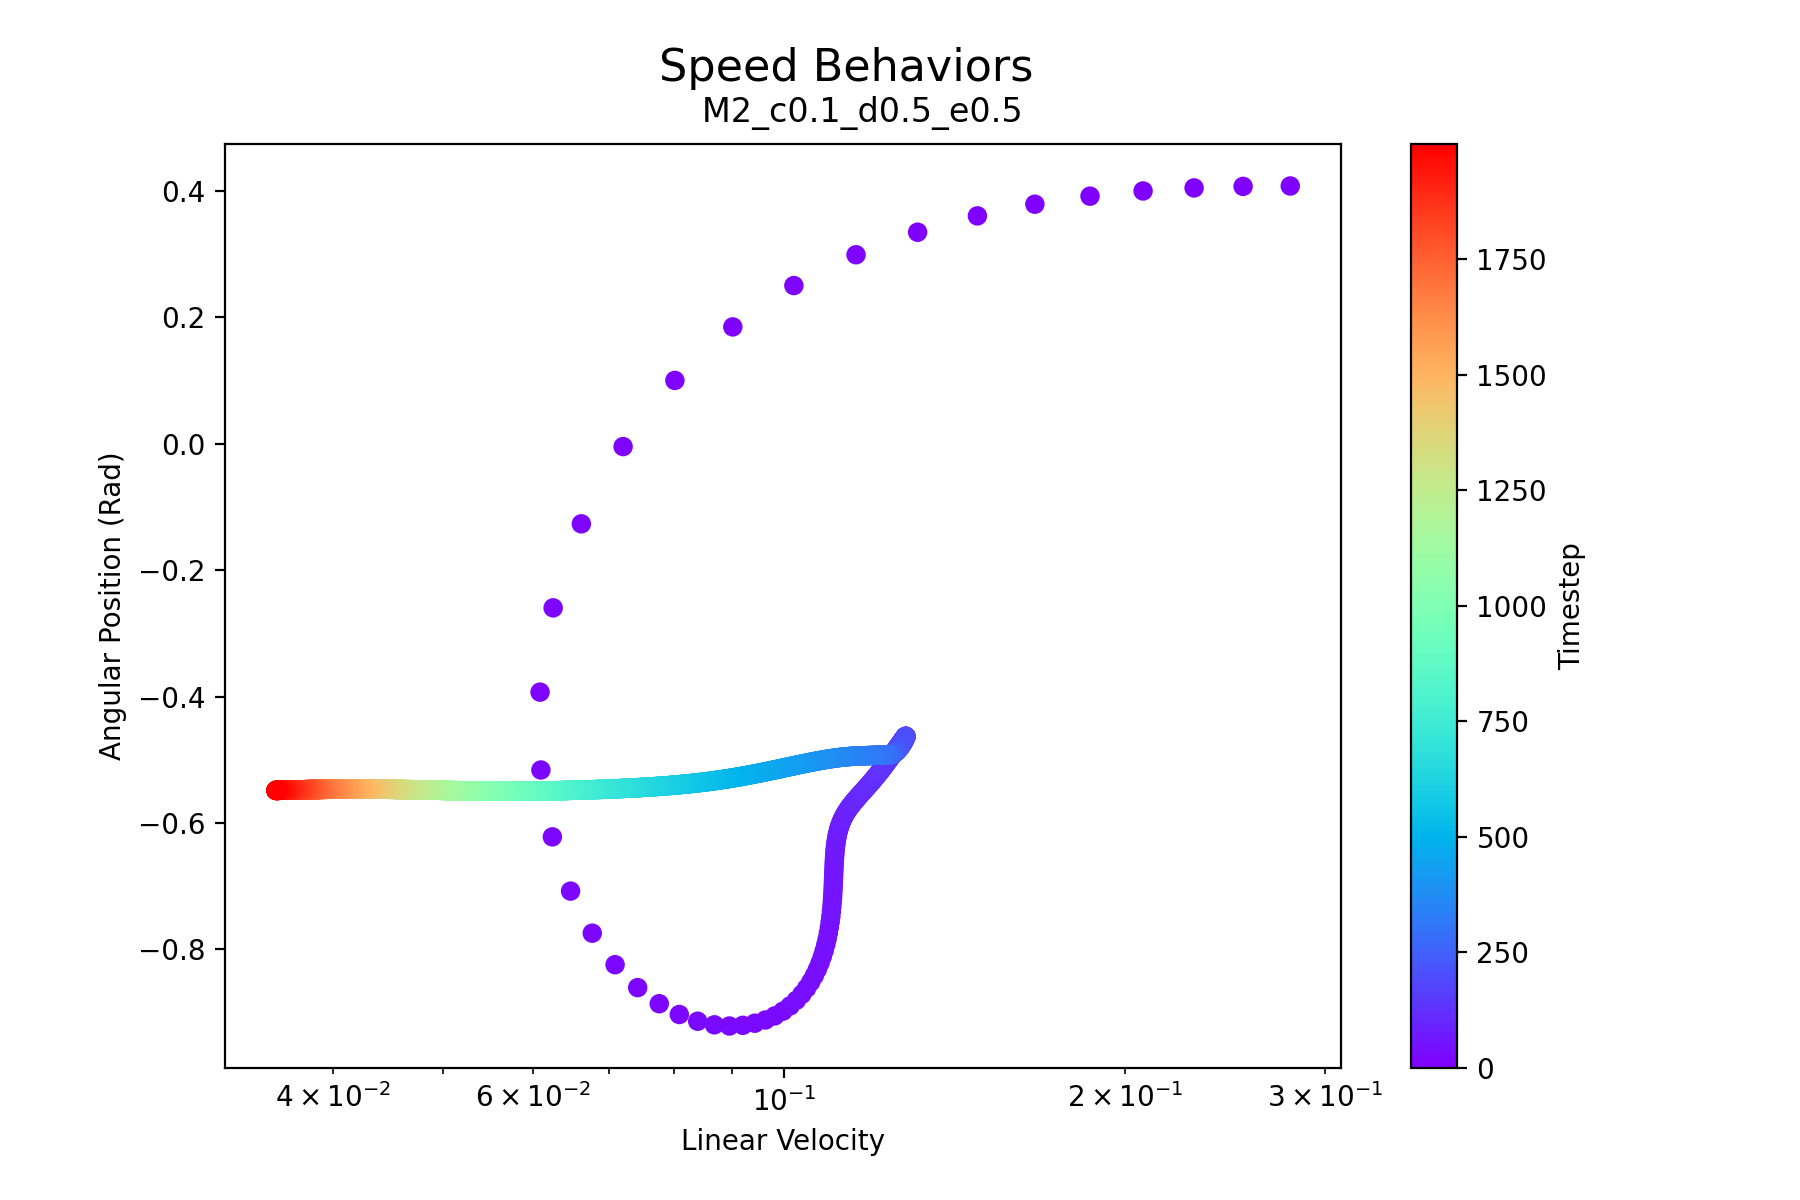 Speed Behaviors
M2_c0.1_d0.5_e0.5
Angular Position (Rad)
0.4
0.2
0.0
−0.2
−0.4
−0.6
−0.8
4 × 10⁻²
6 × 10⁻²
10⁻¹
2 × 10⁻¹
3 × 10⁻¹
Linear Velocity
1750
1500
1250
1000
750
500
250
0
Timestep